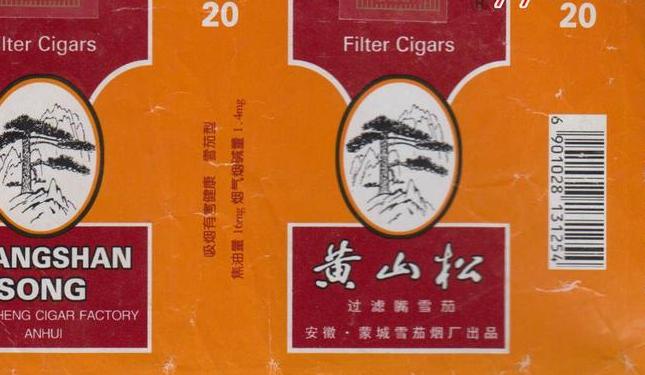 20
lter Cigars
ANGSHAN
SONG
HENG CIGAR FACTORY
ANHUI
吸烟有害健康 雪茄型
焦油量 16mg 烟气烟碱量 1.4mg
Filter Cigars
黄山松
过滤嘴雪茄
安徽·蒙城雪茄烟厂出品
20
6 901028 131254